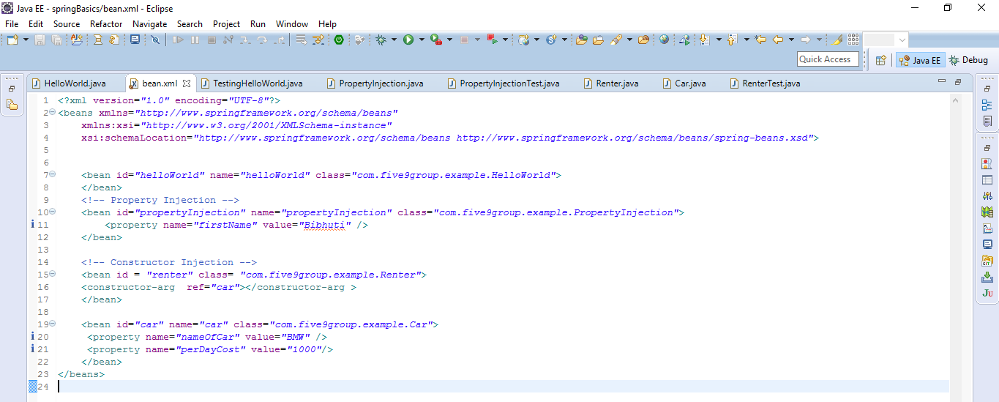 Java EE - springBasics/bean.xml - Eclipse
File Edit Source Refactor Navigate Search Project Run Window Help
Quick Access Java EE Debug
HelloWorld.java bean.xml TestingHelloWorld.java PropertyInjection.java PropertyInjectionTest.java Renter.java Car.java RenterTest.java
1 <?xml version="1.0" encoding="UTF-8"?>
2 <beans xmlns="http://www.springframework.org/schema/beans"
3 xmlns:xsi="http://www.w3.org/2001/XMLSchema-instance"
4 xsi:schemaLocation="http://www.springframework.org/schema/beans http://www.springframework.org/schema/beans/spring-beans.xsd">
5
6
7 <bean id="helloWorld" name="helloWorld" class="com.five9group.example.HelloWorld">
8 </bean>
9 <!-- Property Injection -->
10 <bean id="propertyInjection" name="propertyInjection" class="com.five9group.example.PropertyInjection">
11 <property name="firstName" value="Bibhuti" />
12 </bean>
13
14 <!-- Constructor Injection -->
15 <bean id = "renter" class= "com.five9group.example.Renter">
16 <constructor-arg  ref="car"></constructor-arg >
17 </bean>
18
19 <bean id="car" name="car" class="com.five9group.example.Car">
20 <property name="nameOfCar" value="BMW" />
21 <property name="perDayCost" value="1000"/>
22 </bean>
23 </beans>
24
GIT
JU